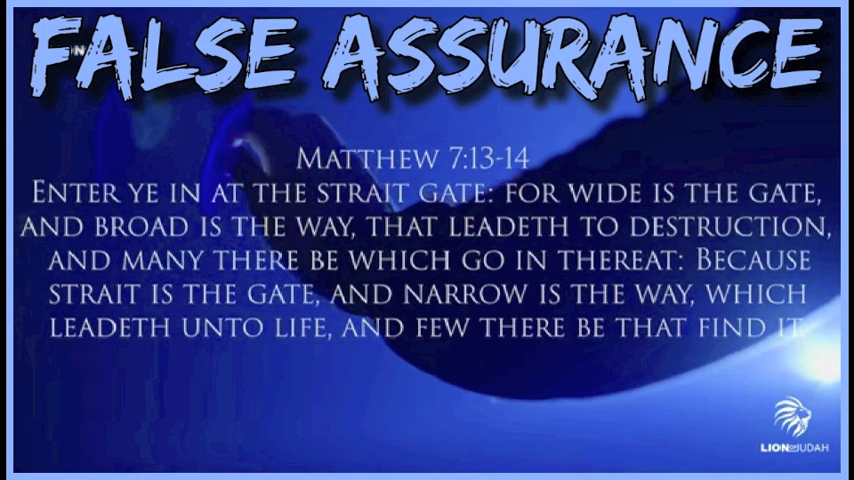 FALSE ASSURANCE
MATTHEW 7:13-14
ENTER YE IN AT THE STRAIT GATE: FOR WIDE IS THE GATE,
AND BROAD IS THE WAY, THAT LEADETH TO DESTRUCTION,
AND MANY THERE BE WHICH GO IN THEREAT: BECAUSE
STRAIT IS THE GATE, AND NARROW IS THE WAY, WHICH
LEADETH UNTO LIFE, AND FEW THERE BE THAT FIND IT.
LION OF JUDAH